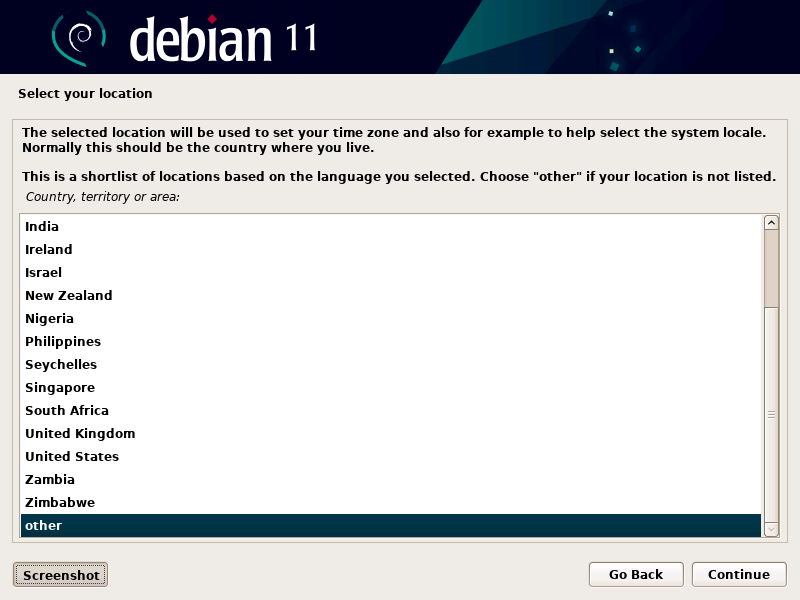 debian 11
Select your location
The selected location will be used to set your time zone and also for example to help select the system locale.
Normally this should be the country where you live.
This is a shortlist of locations based on the language you selected. Choose "other" if your location is not listed.
Country, territory or area:
India
Ireland
Israel
New Zealand
Nigeria
Philippines
Seychelles
Singapore
South Africa
United Kingdom
United States
Zambia
Zimbabwe
other
Screenshot
Go Back
Continue